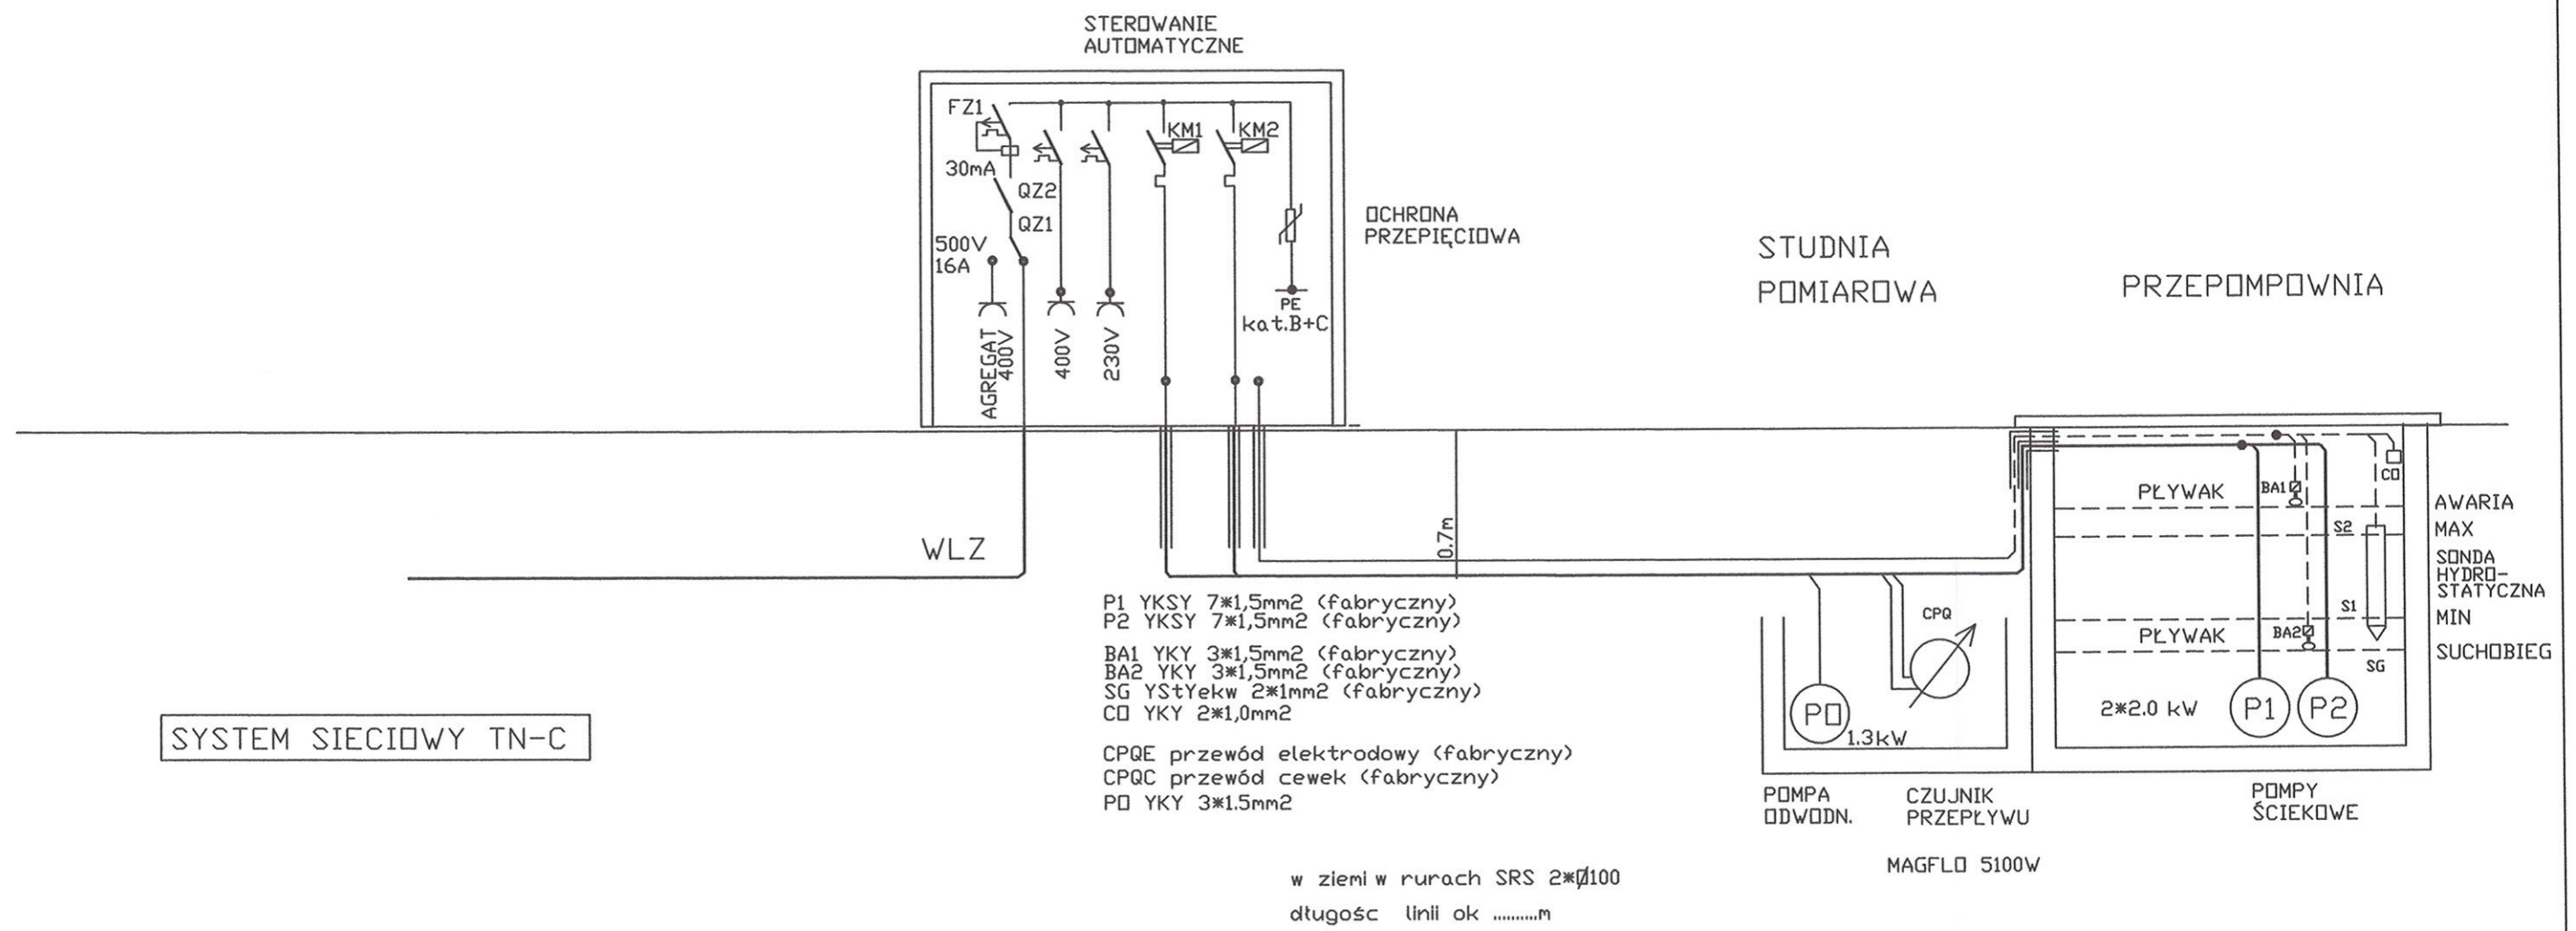 STEROWANIE
AUTOMATYCZNE
FZ1
30mA
QZ2
QZ1
500V
16A
AGREGAT
400V
400V
230V
KM1
KM2
PE
kat.B+C
OCHRONA
PRZEPIĘCIOWA
STUDNIA
POMIAROWA
PRZEPOMPOWNIA
WLZ
0.7m
SYSTEM SIECIOWY TN-C
P1 YKSY 7*1,5mm2 (fabryczny)
P2 YKSY 7*1,5mm2 (fabryczny)
BA1 YKY 3*1,5mm2 (fabryczny)
BA2 YKY 3*1,5mm2 (fabryczny)
SG YStYekw 2*1mm2 (fabryczny)
CO YKY 2*1,0mm2
CPQE przewód elektrodowy (fabryczny)
CPQC przewód cewek (fabryczny)
PO YKY 3*1.5mm2
w ziemi w rurach SRS 2*Ø100
długośc linii ok ..........m
CPQ
PO
1.3kW
POMPA
ODWODN.
CZUJNIK
PRZEPŁYWU
MAGFLO 5100W
CO
PŁYWAK
BA1
S2
S1
PŁYWAK
BA2
SG
2*2.0 kW
P1
P2
AWARIA
MAX
SONDA
HYDRO-
STATYCZNA
MIN
SUCHOBIEG
POMPY
ŚCIEKOWE